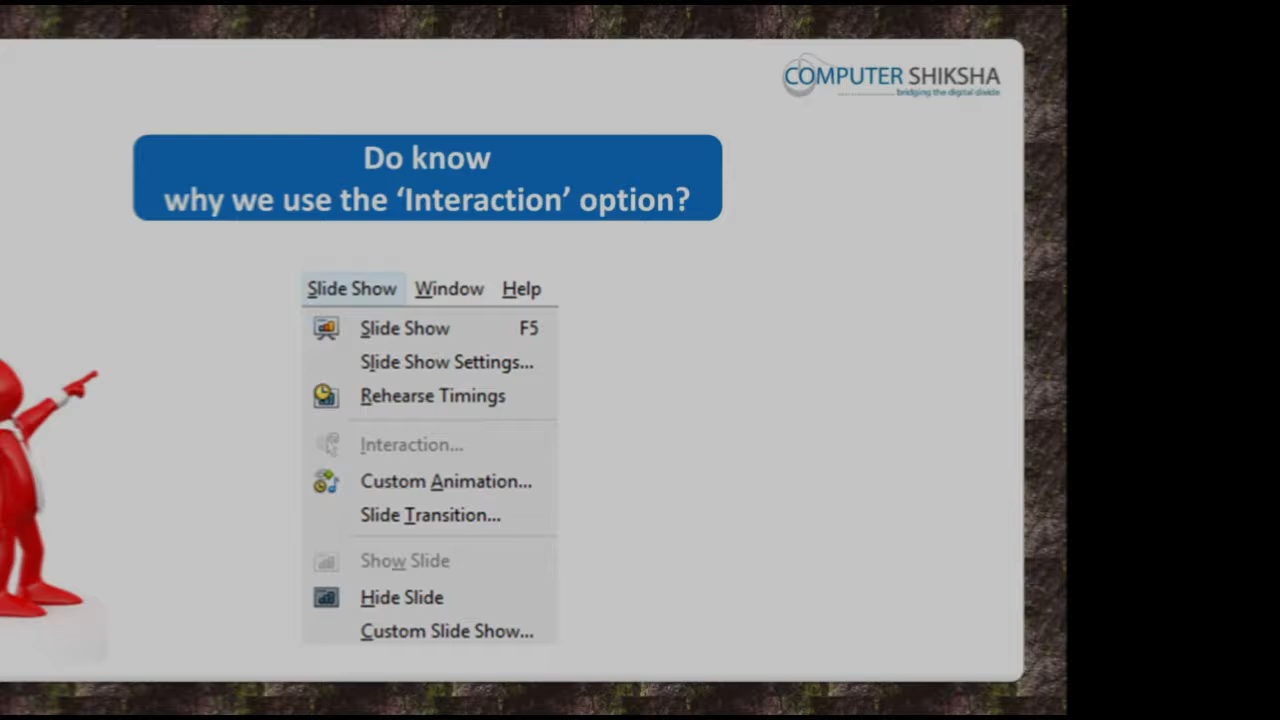 COMPUTER SHIKSHA
bridging the digital divide
Do know
why we use the ‘Interaction’ option?
Slide Show Window Help
Slide Show F5
Slide Show Settings...
Rehearse Timings
Interaction...
Custom Animation...
Slide Transition...
Show Slide
Hide Slide
Custom Slide Show...